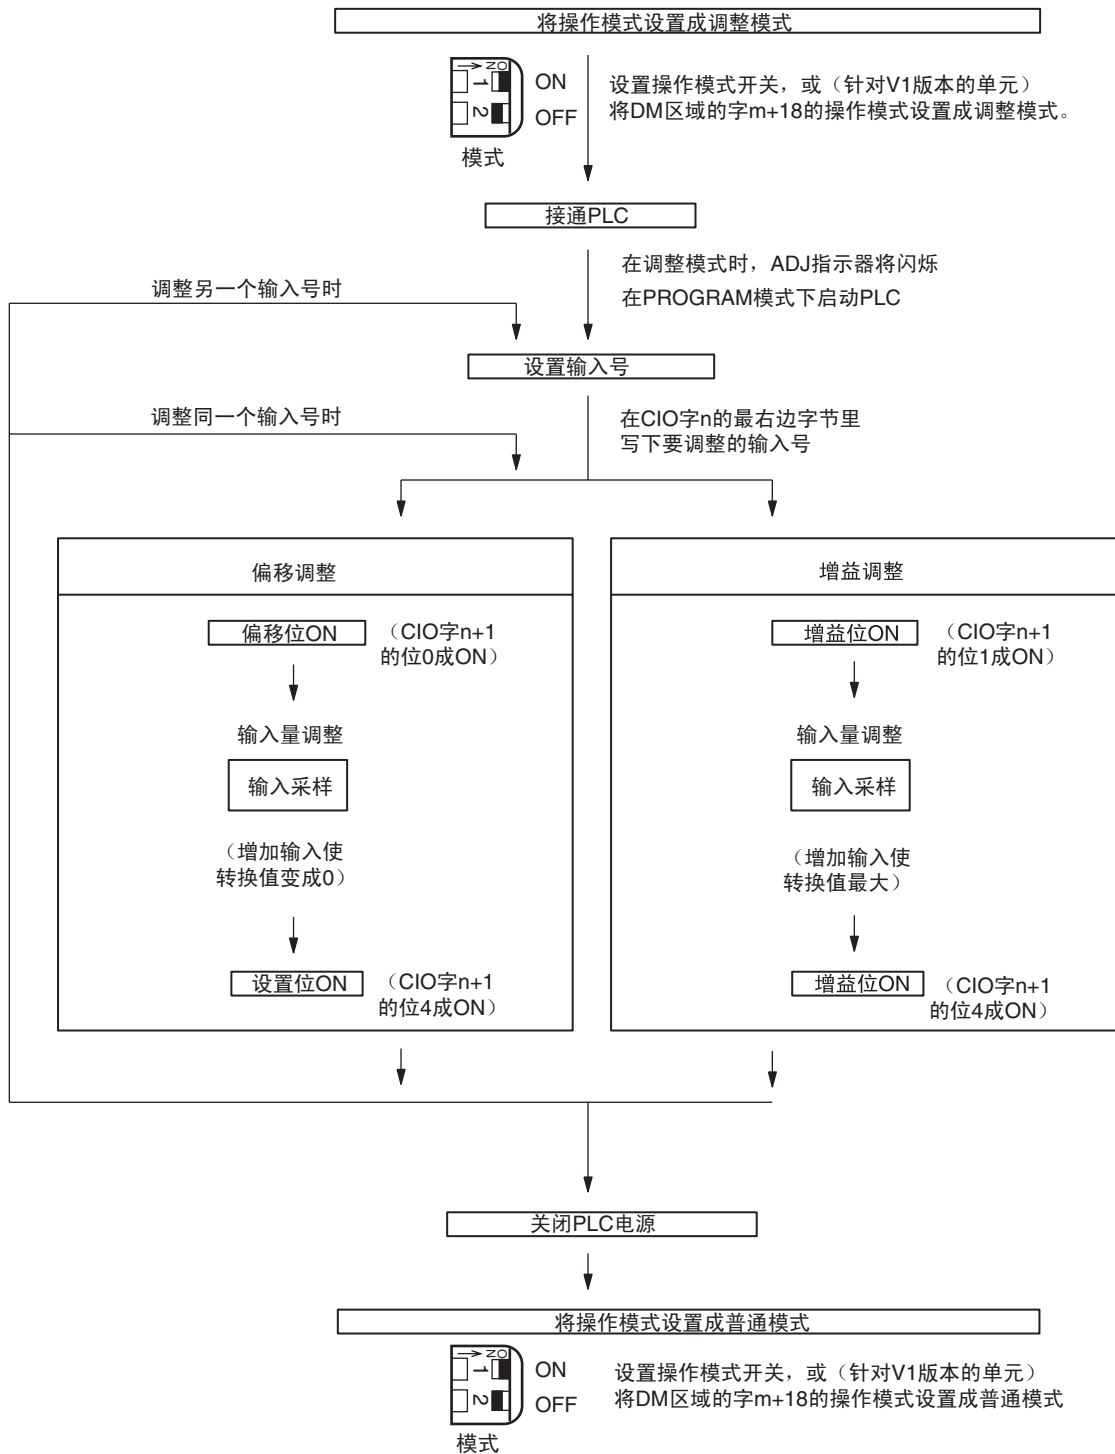 将操作模式设置成调整模式
ON
1
2
ON
OFF
模式
设置操作模式开关，或（针对V1版本的单元）
将DM区域的字m+18的操作模式设置成调整模式。
接通PLC
在调整模式时，ADJ指示器将闪烁
在PROGRAM模式下启动PLC
调整另一个输入号时
设置输入号
调整同一个输入号时
在CIO字n的最右边字节里
写下要调整的输入号
偏移调整
偏移位ON
（CIO字n+1
的位0成ON）
输入量调整
输入采样
（增加输入使
转换值变成0）
设置位ON
（CIO字n+1
的位4成ON）
增益调整
增益位ON
（CIO字n+1
的位1成ON）
输入量调整
输入采样
（增加输入使
转换值最大）
增益位ON
（CIO字n+1
的位4成ON）
关闭PLC电源
将操作模式设置成普通模式
ON
1
2
ON
OFF
模式
设置操作模式开关，或（针对V1版本的单元）
将DM区域的字m+18的操作模式设置成普通模式